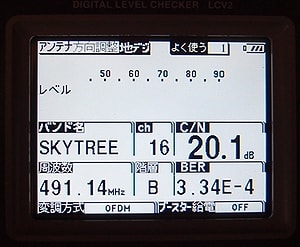 DIGITAL LEVEL CHECKER LCV2
アンテナ方向調整 地デジ よく使う 1
50 60 70 80 90
レベル
バンド名 ch C/N
SKYTREE 16 20.1dB
周波数 階層 BER
491.14MHz B 3.34E-4
変調方式 OFDM ブースター給電 OFF